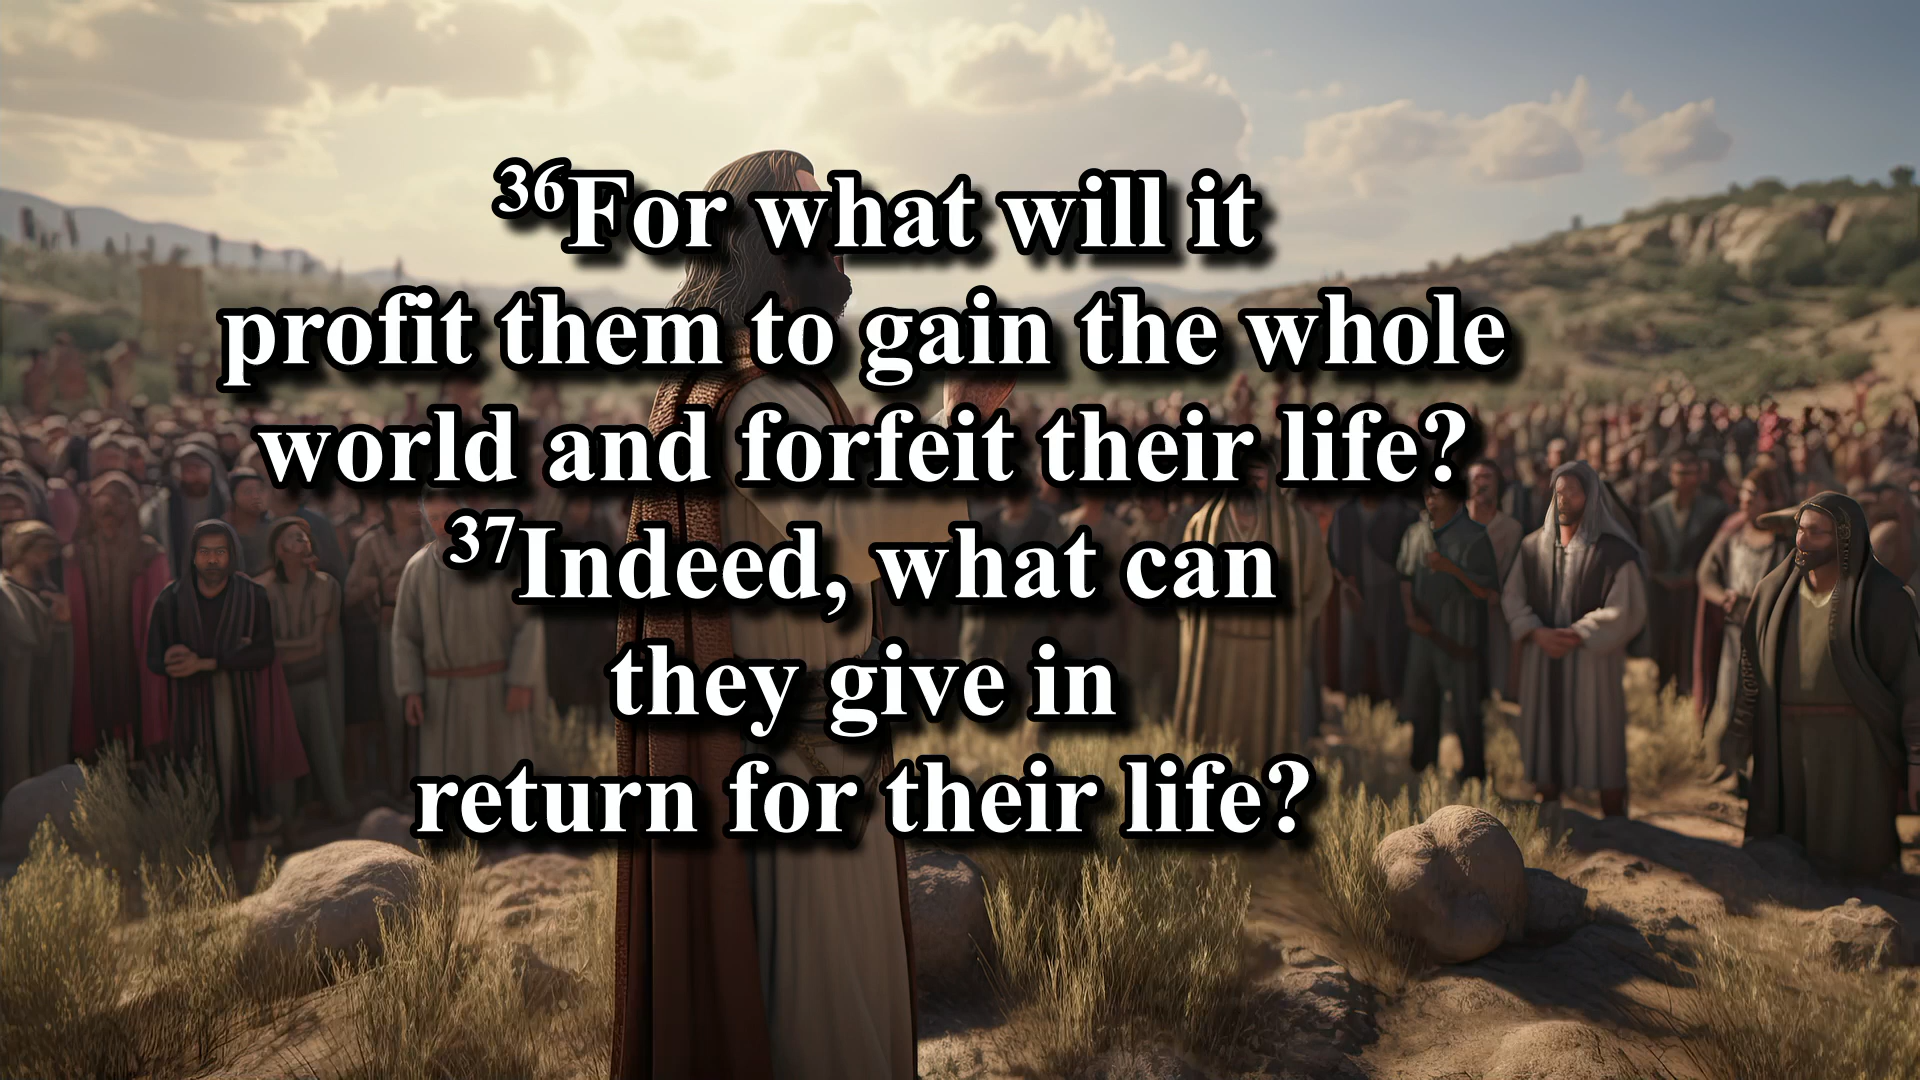 ³⁶For what will it
profit them to gain the whole
world and forfeit their life?
³⁷Indeed, what can
they give in
return for their life?